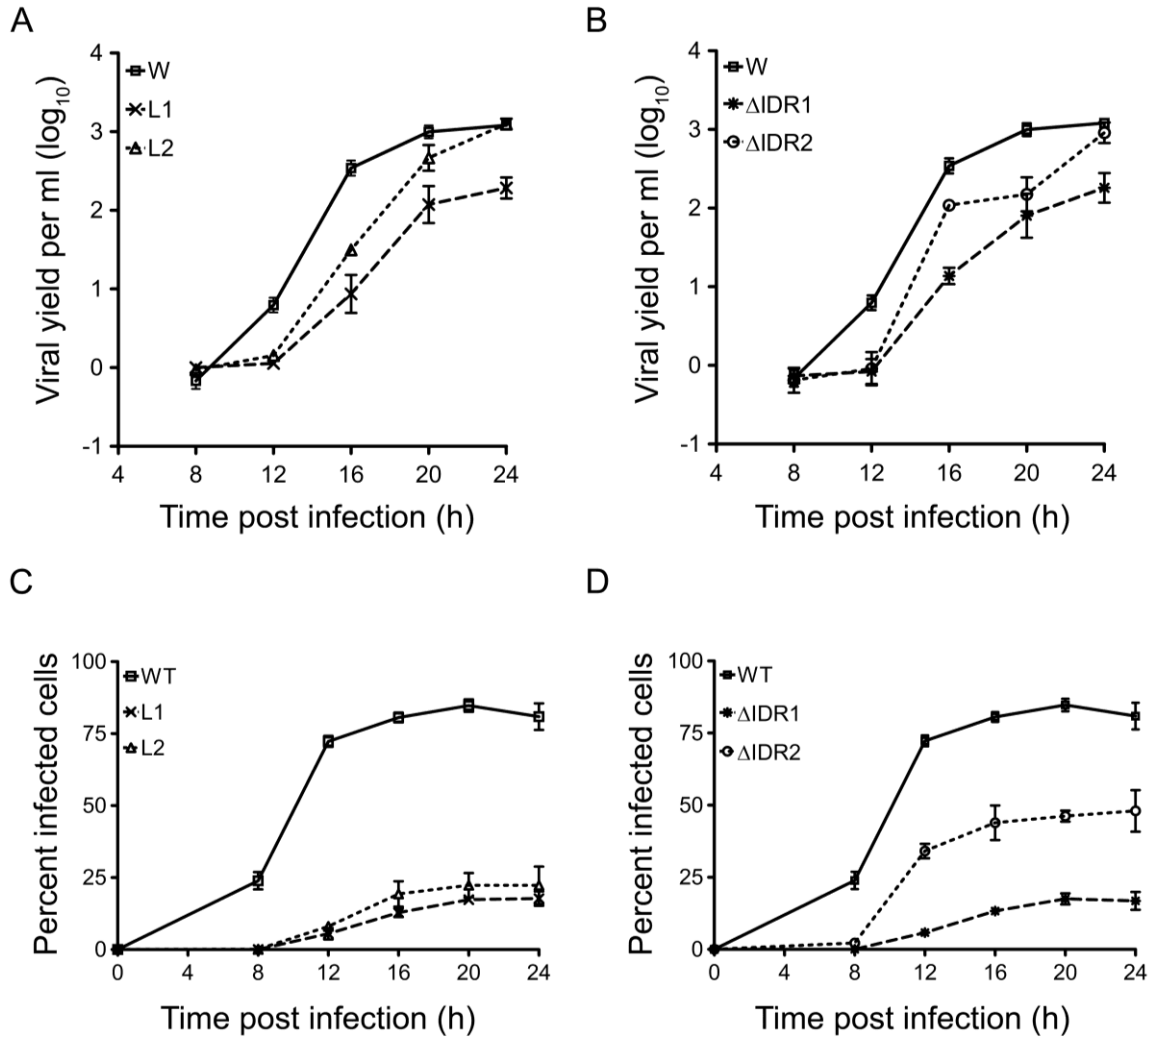 A
Viral yield per ml (log10)
4
3
2
1
0
-1
W
L1
L2
4 8 12 16 20 24
Time post infection (h)
B
Viral yield per ml (log10)
4
3
2
1
0
-1
W
ΔIDR1
ΔIDR2
4 8 12 16 20 24
Time post infection (h)
C
Percent infected cells
100
75
50
25
0
WT
L1
L2
0 4 8 12 16 20 24
Time post infection (h)
D
Percent infected cells
100
75
50
25
0
WT
ΔIDR1
ΔIDR2
0 4 8 12 16 20 24
Time post infection (h)